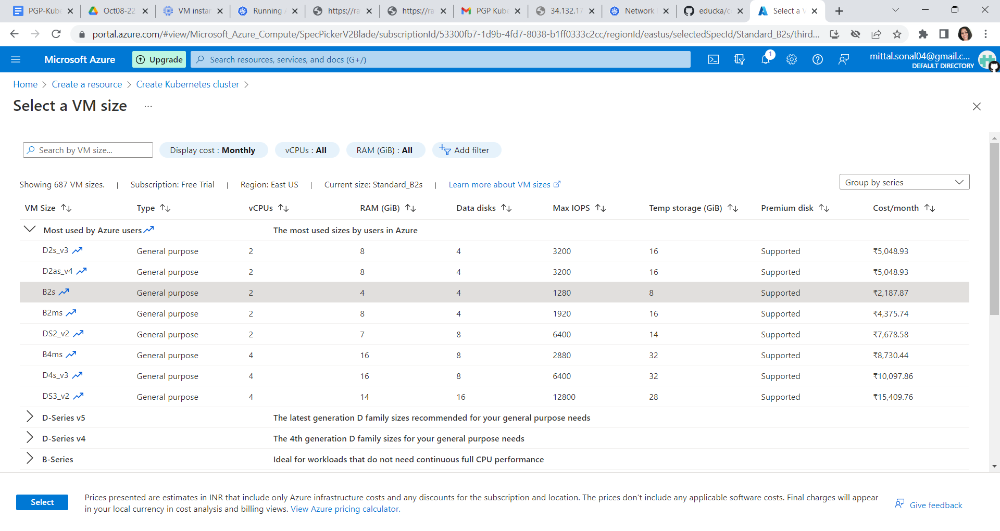 PGP-Kube
Oct08-22
VM instan
Running A
https://ra
https://ra
PGP Kube
34.132.17
Network
educka/co
Select a V
portal.azure.com/#view/Microsoft_Azure_Compute/SpecPickerV2Blade/subscriptionId/53300fb7-1d9b-4fd7-8038-b1ff0333c2cc/regionId/eastus/selectedSpecId/Standard_B2s/third...
Microsoft Azure
Upgrade
Search resources, services, and docs (G+/)
1
mittal.sonal04@gmail.c...
DEFAULT DIRECTORY
Home > Create a resource > Create Kubernetes cluster >
Select a VM size ...
Search by VM size...
Display cost : Monthly
vCPUs : All
RAM (GiB) : All
Add filter
Showing 687 VM sizes. | Subscription: Free Trial | Region: East US | Current size: Standard_B2s | Learn more about VM sizes
Group by series
VM Size Type vCPUs RAM (GiB) Data disks Max IOPS Temp storage (GiB) Premium disk Cost/month
Most used by Azure users The most used sizes by users in Azure
D2s_v3 General purpose 2 8 4 3200 16 Supported ₹5,048.93
D2as_v4 General purpose 2 8 4 3200 16 Supported ₹5,048.93
B2s General purpose 2 4 4 1280 8 Supported ₹2,187.87
B2ms General purpose 2 8 4 1920 16 Supported ₹4,375.74
DS2_v2 General purpose 2 7 8 6400 14 Supported ₹7,678.58
B4ms General purpose 4 16 8 2880 32 Supported ₹8,730.44
D4s_v3 General purpose 4 16 8 6400 32 Supported ₹10,097.86
DS3_v2 General purpose 4 14 16 12800 28 Supported ₹15,409.76
D-Series v5 The latest generation D family sizes recommended for your general purpose needs
D-Series v4 The 4th generation D family sizes for your general purpose needs
B-Series Ideal for workloads that do not need continuous full CPU performance
Select
Prices presented are estimates in INR that include only Azure infrastructure costs and any discounts for the subscription and location. The prices don't include any applicable software costs. Final charges will appear
in your local currency in cost analysis and billing views. View Azure pricing calculator.
Give feedback